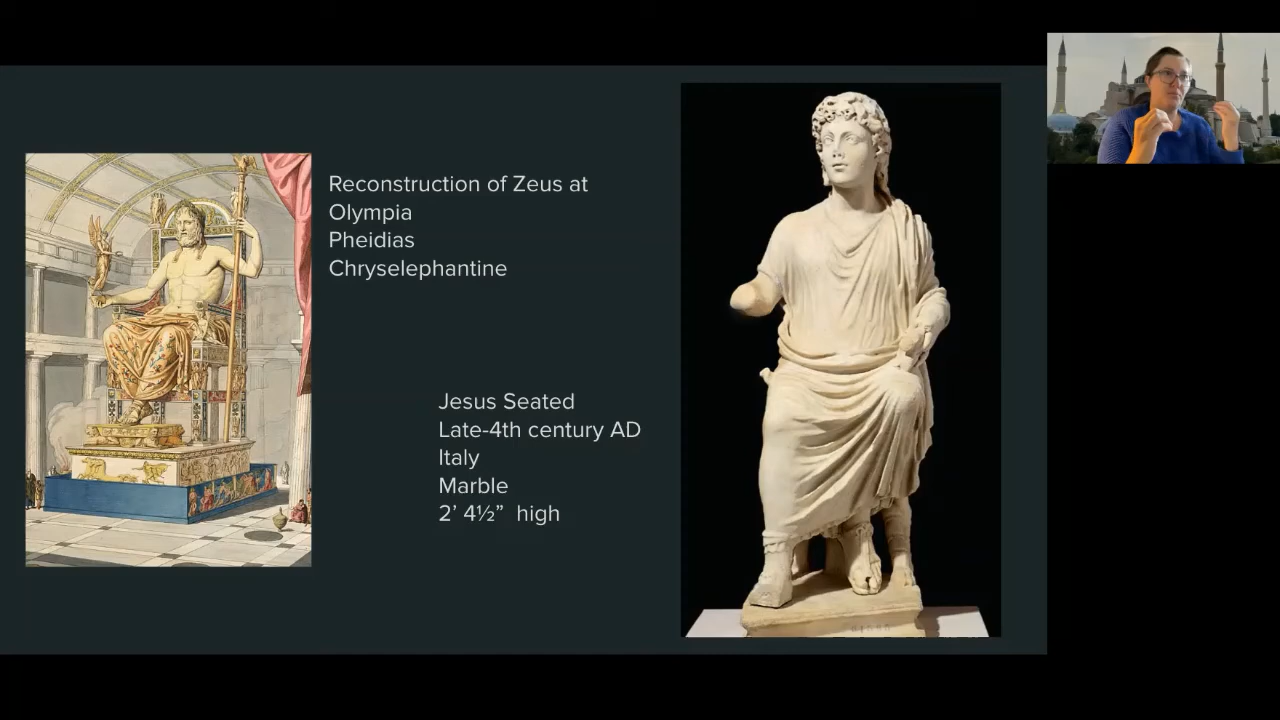 Reconstruction of Zeus at
Olympia
Pheidias
Chryselephantine
Jesus Seated
Late-4th century AD
Italy
Marble
2’ 4½” high